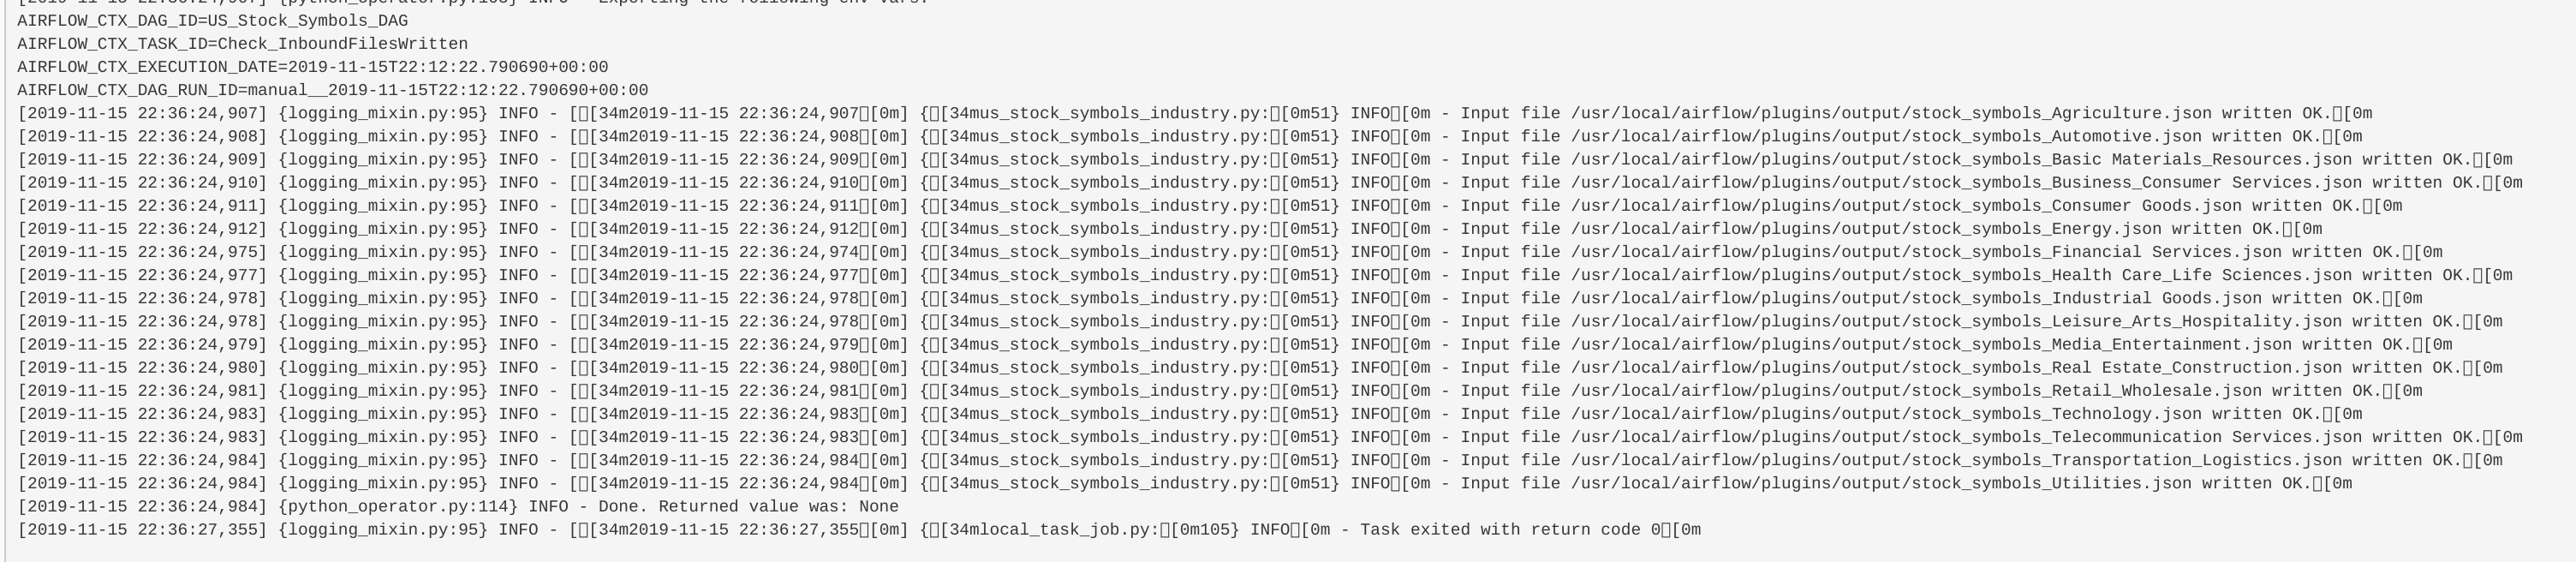 [2019-11-15 22:36:24,907] {python_operator.py:105} INFO - Exporting the following env vars:
AIRFLOW_CTX_DAG_ID=US_Stock_Symbols_DAG
AIRFLOW_CTX_TASK_ID=Check_InboundFilesWritten
AIRFLOW_CTX_EXECUTION_DATE=2019-11-15T22:12:22.790690+00:00
AIRFLOW_CTX_DAG_RUN_ID=manual__2019-11-15T22:12:22.790690+00:00
[2019-11-15 22:36:24,907] {logging_mixin.py:95} INFO - [▯[34m2019-11-15 22:36:24,907▯[0m] {▯[34mus_stock_symbols_industry.py:▯[0m51} INFO▯[0m - Input file /usr/local/airflow/plugins/output/stock_symbols_Agriculture.json written OK.▯[0m
[2019-11-15 22:36:24,908] {logging_mixin.py:95} INFO - [▯[34m2019-11-15 22:36:24,908▯[0m] {▯[34mus_stock_symbols_industry.py:▯[0m51} INFO▯[0m - Input file /usr/local/airflow/plugins/output/stock_symbols_Automotive.json written OK.▯[0m
[2019-11-15 22:36:24,909] {logging_mixin.py:95} INFO - [▯[34m2019-11-15 22:36:24,909▯[0m] {▯[34mus_stock_symbols_industry.py:▯[0m51} INFO▯[0m - Input file /usr/local/airflow/plugins/output/stock_symbols_Basic Materials_Resources.json written OK.▯[0m
[2019-11-15 22:36:24,910] {logging_mixin.py:95} INFO - [▯[34m2019-11-15 22:36:24,910▯[0m] {▯[34mus_stock_symbols_industry.py:▯[0m51} INFO▯[0m - Input file /usr/local/airflow/plugins/output/stock_symbols_Business_Consumer Services.json written OK.▯[0m
[2019-11-15 22:36:24,911] {logging_mixin.py:95} INFO - [▯[34m2019-11-15 22:36:24,911▯[0m] {▯[34mus_stock_symbols_industry.py:▯[0m51} INFO▯[0m - Input file /usr/local/airflow/plugins/output/stock_symbols_Consumer Goods.json written OK.▯[0m
[2019-11-15 22:36:24,912] {logging_mixin.py:95} INFO - [▯[34m2019-11-15 22:36:24,912▯[0m] {▯[34mus_stock_symbols_industry.py:▯[0m51} INFO▯[0m - Input file /usr/local/airflow/plugins/output/stock_symbols_Energy.json written OK.▯[0m
[2019-11-15 22:36:24,975] {logging_mixin.py:95} INFO - [▯[34m2019-11-15 22:36:24,974▯[0m] {▯[34mus_stock_symbols_industry.py:▯[0m51} INFO▯[0m - Input file /usr/local/airflow/plugins/output/stock_symbols_Financial Services.json written OK.▯[0m
[2019-11-15 22:36:24,977] {logging_mixin.py:95} INFO - [▯[34m2019-11-15 22:36:24,977▯[0m] {▯[34mus_stock_symbols_industry.py:▯[0m51} INFO▯[0m - Input file /usr/local/airflow/plugins/output/stock_symbols_Health Care_Life Sciences.json written OK.▯[0m
[2019-11-15 22:36:24,978] {logging_mixin.py:95} INFO - [▯[34m2019-11-15 22:36:24,978▯[0m] {▯[34mus_stock_symbols_industry.py:▯[0m51} INFO▯[0m - Input file /usr/local/airflow/plugins/output/stock_symbols_Industrial Goods.json written OK.▯[0m
[2019-11-15 22:36:24,978] {logging_mixin.py:95} INFO - [▯[34m2019-11-15 22:36:24,978▯[0m] {▯[34mus_stock_symbols_industry.py:▯[0m51} INFO▯[0m - Input file /usr/local/airflow/plugins/output/stock_symbols_Leisure_Arts_Hospitality.json written OK.▯[0m
[2019-11-15 22:36:24,979] {logging_mixin.py:95} INFO - [▯[34m2019-11-15 22:36:24,979▯[0m] {▯[34mus_stock_symbols_industry.py:▯[0m51} INFO▯[0m - Input file /usr/local/airflow/plugins/output/stock_symbols_Media_Entertainment.json written OK.▯[0m
[2019-11-15 22:36:24,980] {logging_mixin.py:95} INFO - [▯[34m2019-11-15 22:36:24,980▯[0m] {▯[34mus_stock_symbols_industry.py:▯[0m51} INFO▯[0m - Input file /usr/local/airflow/plugins/output/stock_symbols_Real Estate_Construction.json written OK.▯[0m
[2019-11-15 22:36:24,981] {logging_mixin.py:95} INFO - [▯[34m2019-11-15 22:36:24,981▯[0m] {▯[34mus_stock_symbols_industry.py:▯[0m51} INFO▯[0m - Input file /usr/local/airflow/plugins/output/stock_symbols_Retail_Wholesale.json written OK.▯[0m
[2019-11-15 22:36:24,983] {logging_mixin.py:95} INFO - [▯[34m2019-11-15 22:36:24,983▯[0m] {▯[34mus_stock_symbols_industry.py:▯[0m51} INFO▯[0m - Input file /usr/local/airflow/plugins/output/stock_symbols_Technology.json written OK.▯[0m
[2019-11-15 22:36:24,983] {logging_mixin.py:95} INFO - [▯[34m2019-11-15 22:36:24,983▯[0m] {▯[34mus_stock_symbols_industry.py:▯[0m51} INFO▯[0m - Input file /usr/local/airflow/plugins/output/stock_symbols_Telecommunication Services.json written OK.▯[0m
[2019-11-15 22:36:24,984] {logging_mixin.py:95} INFO - [▯[34m2019-11-15 22:36:24,984▯[0m] {▯[34mus_stock_symbols_industry.py:▯[0m51} INFO▯[0m - Input file /usr/local/airflow/plugins/output/stock_symbols_Transportation_Logistics.json written OK.▯[0m
[2019-11-15 22:36:24,984] {logging_mixin.py:95} INFO - [▯[34m2019-11-15 22:36:24,984▯[0m] {▯[34mus_stock_symbols_industry.py:▯[0m51} INFO▯[0m - Input file /usr/local/airflow/plugins/output/stock_symbols_Utilities.json written OK.▯[0m
[2019-11-15 22:36:24,984] {python_operator.py:114} INFO - Done. Returned value was: None
[2019-11-15 22:36:27,355] {logging_mixin.py:95} INFO - [▯[34m2019-11-15 22:36:27,355▯[0m] {▯[34mlocal_task_job.py:▯[0m105} INFO▯[0m - Task exited with return code 0▯[0m